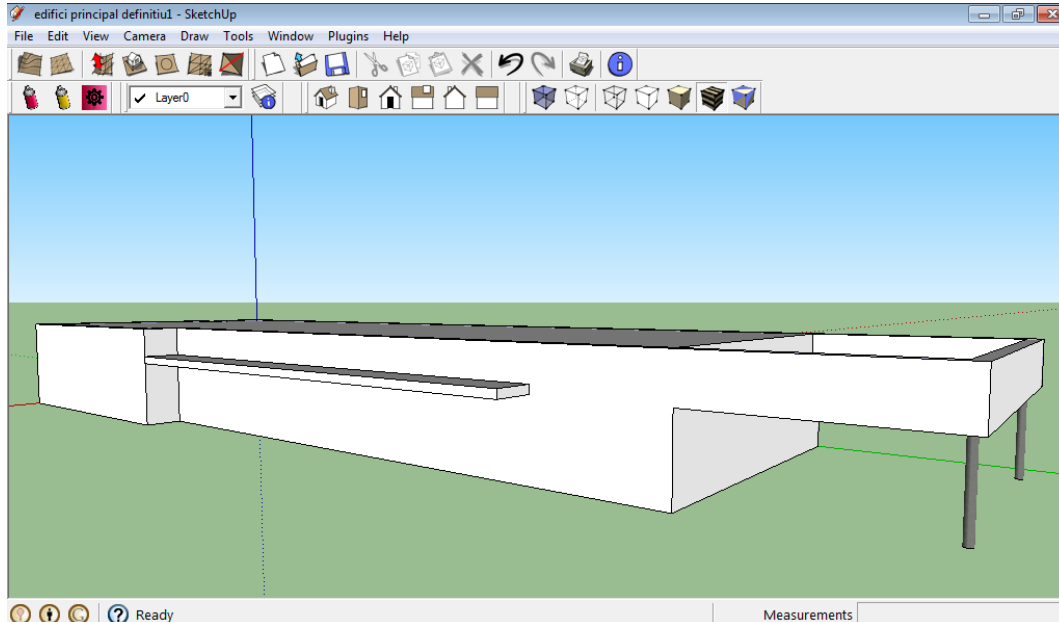 edifici principal definitiu1 - SketchUp
File Edit View Camera Draw Tools Window Plugins Help
Layer0
Ready
Measurements